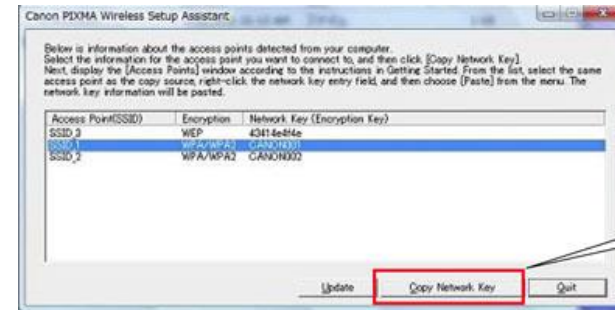 Canon PIXMA Wireless Setup Assistant
Below is information about the access points detected from your computer.
Select the information for the access point you want to connect to, and then click [Copy Network Key].
Next, display the [Access Points] window according to the instructions in Getting Started. From the list, select the same
access point as the copy source, right-click the network key entry field, and then choose [Paste] from the menu. The
network key information will be pasted.
Access Point(SSID) Encryption Network Key (Encryption Key)
SSID_3 WEP 43414e4f4e
SSID_1 WPA/WPA2 CANON001
SSID_2 WPA/WPA2 CANON002
Update Copy Network Key Quit